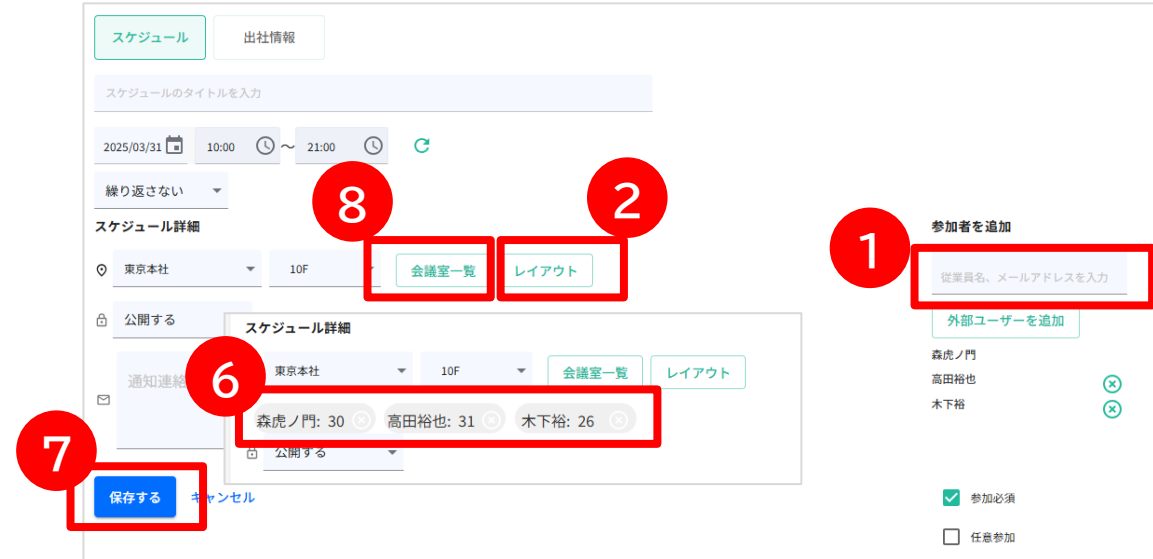 スケジュール
出社情報
スケジュールのタイトルを入力
2025/03/31 10:00 ～ 21:00
繰り返さない
8
2
スケジュール詳細
東京本社 10F 会議室一覧 レイアウト
公開する
通知連絡
スケジュール詳細
東京本社 10F 会議室一覧 レイアウト
6
森虎ノ門: 30 高田裕也: 31 木下裕: 26
公開する
7
保存する キャンセル
参加者を追加
1
従業員名、メールアドレスを入力
外部ユーザーを追加
森虎ノ門
高田裕也
木下裕
参加必須
任意参加